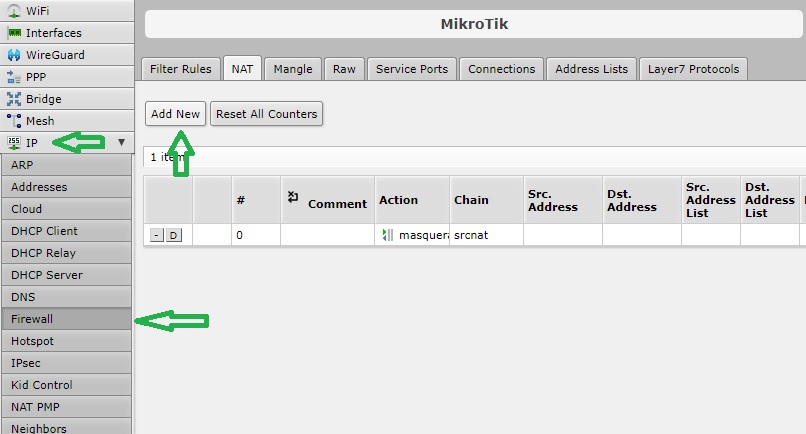 WiFi
Interfaces
WireGuard
PPP
Bridge
Mesh
IP
ARP
Addresses
Cloud
DHCP Client
DHCP Relay
DHCP Server
DNS
Firewall
Hotspot
IPsec
Kid Control
NAT PMP
Neighbors
MikroTik
Filter Rules NAT Mangle Raw Service Ports Connections Address Lists Layer7 Protocols
Add New Reset All Counters
1 item
# Comment Action Chain Src. Address Dst. Address Src. Address List Dst. Address List
- D 0 masquera srcnat